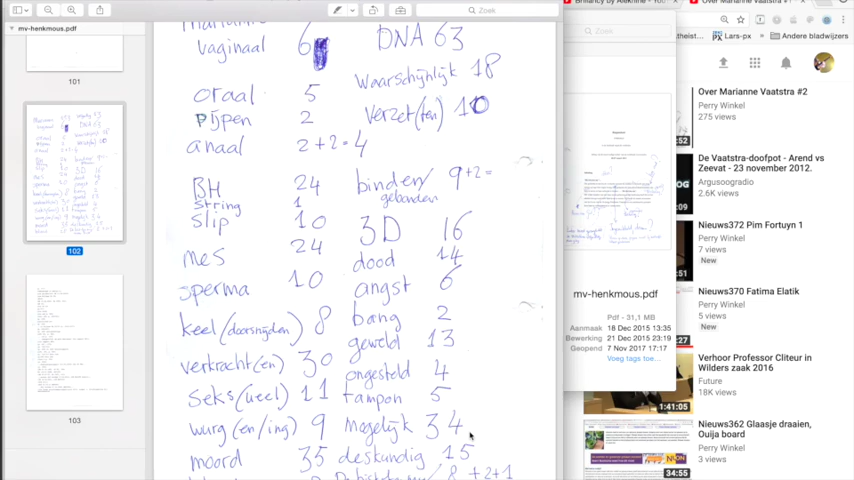 mv-henkmous.pdf
101
102
103
Zoek
vaginaal 6
oraal 5
pijpen 2
anaal 2+2=4
BH 24
string 1
slip 10
mes 24
sperma 10
keel (doorsnijden) 8
verkracht(en) 30
seks(ueel) 11
wurg(en/ing) 9
moord 35
DNA 63
Waarschijnlijk 18
verzet(ten) 10
binden/ 9+2=
gebonden
3D 16
dood 14
angst 6
bang 2
geweld 13
ongesteld 4
tampon 5
Mogelijk 34
deskundig 15
8 +2+1
Zoeken
mv-henkmous.pdf
Pdf - 31,1 MB
Aanmaak 18 Dec 2015 13:35
Bewerking 21 Dec 2015 23:19
Geopend 7 Nov 2017 17:17
Voeg tags toe...
Over Marianne Vaatstra #
Lars-px
Andere bladwijzers
Over Marianne Vaatstra #2
Perry Winkel
275 views
De Vaatstra-doofpot - Arend vs
Zeevat - 23 november 2012.
Argusoogradio
2.6K views
Nieuws372 Pim Fortuyn 1
Perry Winkel
7 views
New
Nieuws370 Fatima Elatik
Perry Winkel
5 views
New
Verhoor Professor Cliteur in
Wilders zaak 2016
Future
18K views
1:41:05
Nieuws362 Glaasje draaien,
Ouija board
Perry Winkel
3 views
34:55